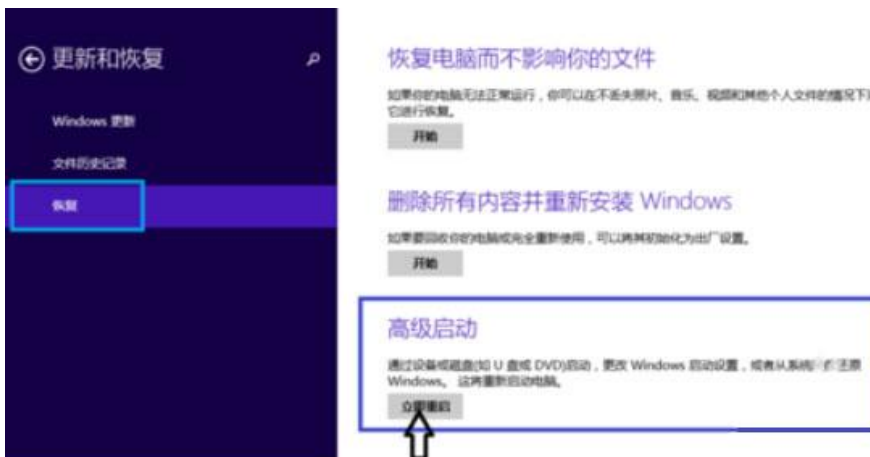 更新和恢复
Windows 更新
文件历史记录
恢复
恢复电脑而不影响你的文件
如果你的电脑无法正常运行，你可以在不丢失照片、音乐、视频和其他个人文件的情况下
它进行恢复。
开始
删除所有内容并重新安装 Windows
如果要回收你的电脑或完全重新使用，可以将其初始化为出厂设置。
开始
高级启动
通过设备或磁盘(如 U 盘或 DVD)启动，更改 Windows 启动设置，或者从系统 还原
Windows。 这将重新启动电脑。
立即重启